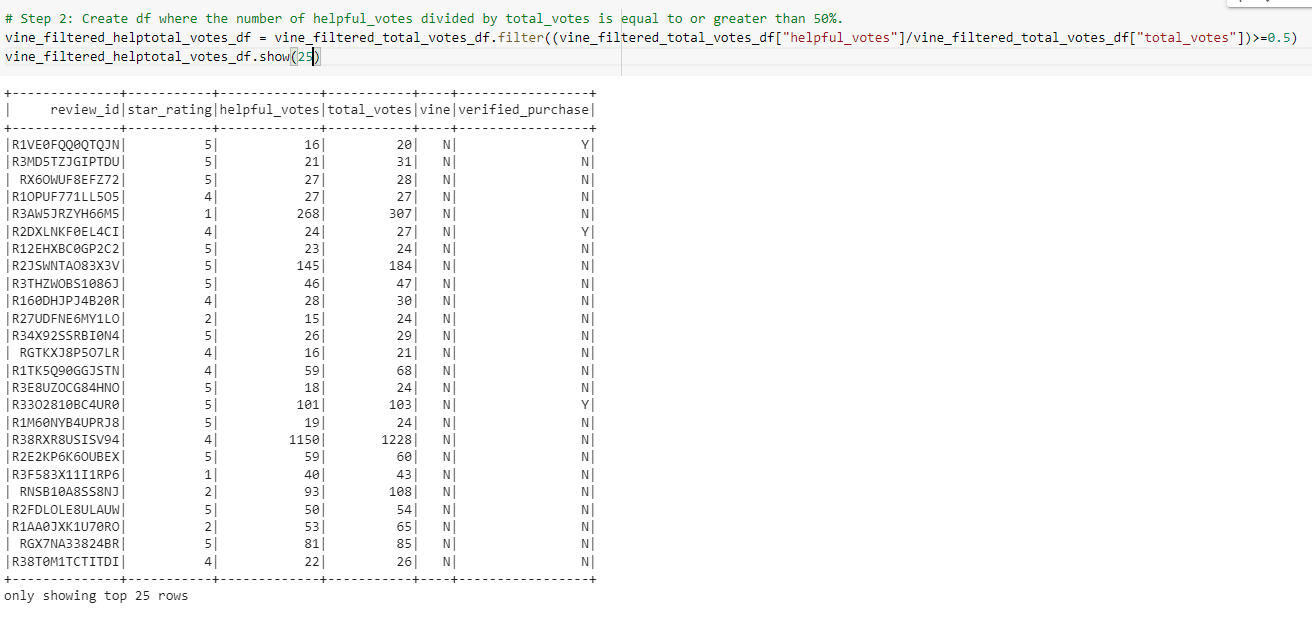 # Step 2: Create df where the number of helpful_votes divided by total_votes is equal to or greater than 50%.
vine_filtered_helptotal_votes_df = vine_filtered_total_votes_df.filter((vine_filtered_total_votes_df["helpful_votes"]/vine_filtered_total_votes_df["total_votes"])>=0.5)
vine_filtered_helptotal_votes_df.show(25)
+--------------+-----------+-------------+-----------+----+-----------------+
|     review_id|star_rating|helpful_votes|total_votes|vine|verified_purchase|
+--------------+-----------+-------------+-----------+----+-----------------+
|R1VE0FQQ0QTQJN|          5|           16|         20|   N|                Y|
|R3MD5TZJGIPTDU|          5|           21|         31|   N|                N|
| RX6OWUF8EFZ72|          5|           27|         28|   N|                N|
|R1OPUF771LL5O5|          4|           27|         27|   N|                N|
|R3AW5JRZYH66M5|          1|          268|        307|   N|                N|
|R2DXLNKF0EL4CI|          4|           24|         27|   N|                Y|
|R12EHXBC0GP2C2|          5|           23|         24|   N|                N|
|R2JSWNTAO83X3V|          5|          145|        184|   N|                N|
|R3THZWOBS1086J|          5|           46|         47|   N|                N|
|R160DHJPJ4B20R|          4|           28|         30|   N|                N|
|R27UDFNE6MY1LO|          2|           15|         24|   N|                N|
|R34X92SSRBI0N4|          5|           26|         29|   N|                N|
| RGTKXJ8P5O7LR|          4|           16|         21|   N|                N|
|R1TK5Q90GGJSTN|          4|           59|         68|   N|                N|
|R3E8UZOCG84HNO|          5|           18|         24|   N|                N|
|R33O2810BC4UR0|          5|          101|        103|   N|                Y|
|R1M60NYB4UPRJ8|          5|           19|         24|   N|                N|
|R38RXR8USISV94|          4|         1150|       1228|   N|                N|
|R2E2KP6K6OUBEX|          5|           59|         60|   N|                N|
|R3F583X11I1RP6|          1|           40|         43|   N|                N|
| RNSB10A8SS8NJ|          2|           93|        108|   N|                N|
|R2FDLOLE8ULAUW|          5|           50|         54|   N|                N|
|R1AA0JXK1U70RO|          2|           53|         65|   N|                N|
| RGX7NA33824BR|          5|           81|         85|   N|                N|
|R38T0M1TCTITDI|          4|           22|         26|   N|                N|
+--------------+-----------+-------------+-----------+----+-----------------+
only showing top 25 rows